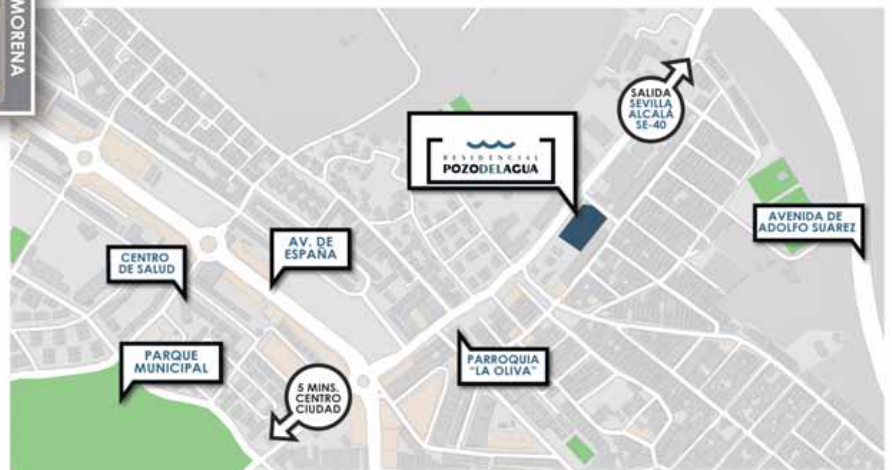 MORENA
SALIDA
SEVILLA
ALCALÁ
SE-40
RESIDENCIAL
POZODELAGUA
AVENIDA DE
ADOLFO SUAREZ
AV. DE
ESPAÑA
CENTRO
DE SALUD
PARQUE
MUNICIPAL
PARROQUIA
"LA OLIVA"
5 MINS.
CENTRO
CIUDAD